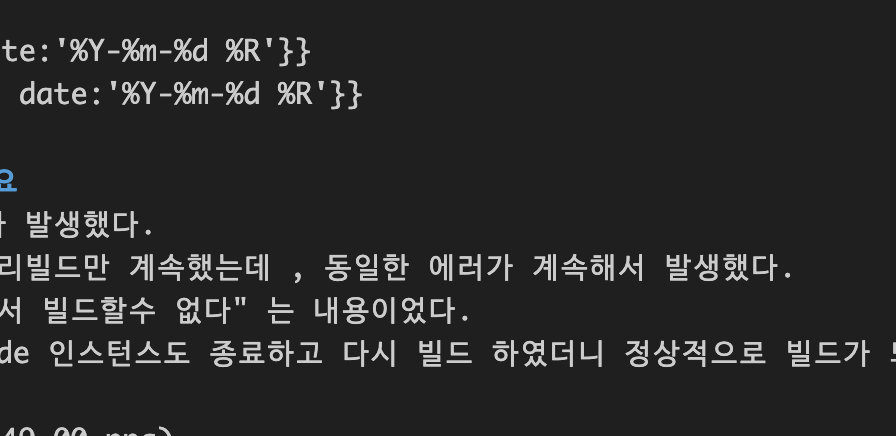 te:'%Y-%m-%d %R'}}
date:'%Y-%m-%d %R'}}
요
발생했다.
리빌드만 계속했는데 , 동일한 에러가 계속해서 발생했다.
서 빌드할수 없다" 는 내용이었다.
de 인스턴스도 종료하고 다시 빌드 하였더니 정상적으로 빌드가